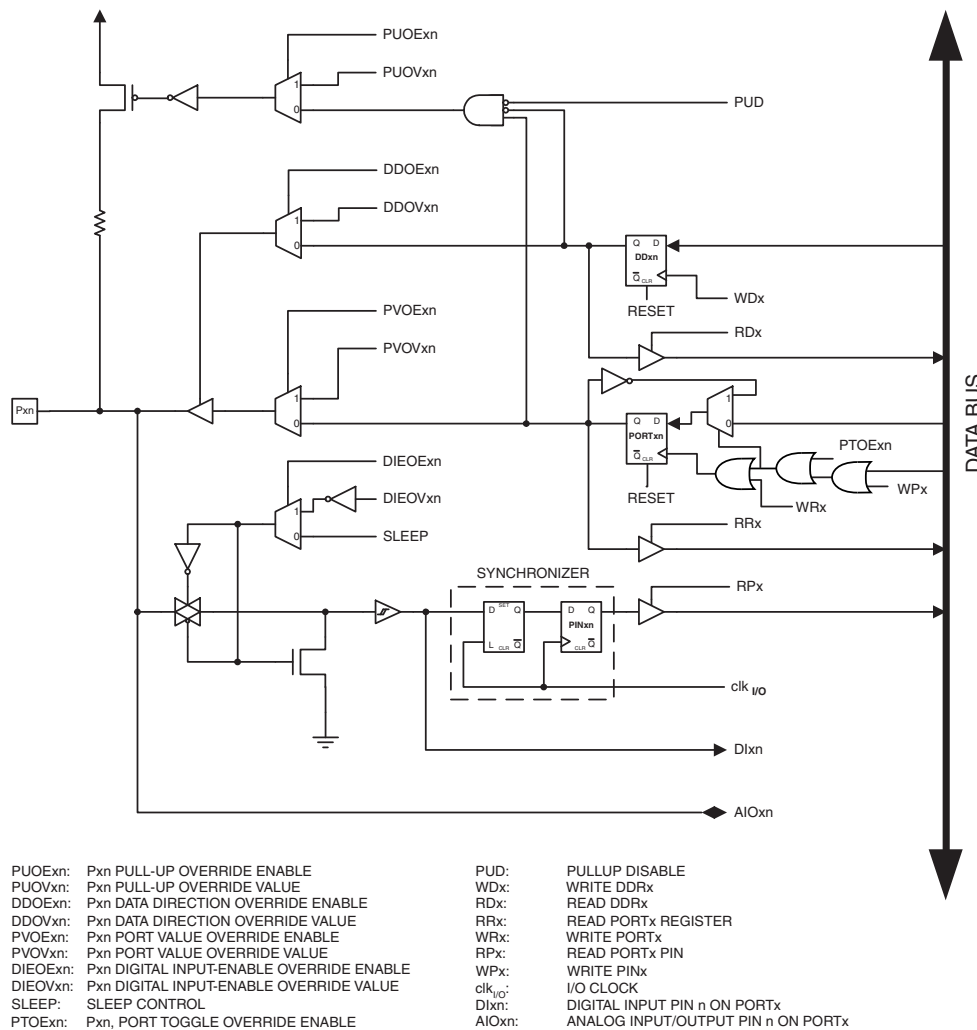 PUOExn
PUOVxn
1
0
PUD
DDOExn
DDOVxn
1
0
Q D
DDxn
Q CLR
WDx
RESET
RDx
PVOExn
PVOVxn
1
0
Pxn
1
0
Q D
PORTxn
Q CLR
PTOExn
WPx
RESET
WRx
RRx
DATA BUS
DIEOExn
DIEOVxn
1
0
SLEEP
SYNCHRONIZER
RPx
D SET Q
L CLR Q
D Q
PINxn
CLR Q
clk I/O
DIxn
AIOxn
PUOExn: Pxn PULL-UP OVERRIDE ENABLE
PUOVxn: Pxn PULL-UP OVERRIDE VALUE
DDOExn: Pxn DATA DIRECTION OVERRIDE ENABLE
DDOVxn: Pxn DATA DIRECTION OVERRIDE VALUE
PVOExn: Pxn PORT VALUE OVERRIDE ENABLE
PVOVxn: Pxn PORT VALUE OVERRIDE VALUE
DIEOExn: Pxn DIGITAL INPUT-ENABLE OVERRIDE ENABLE
DIEOVxn: Pxn DIGITAL INPUT-ENABLE OVERRIDE VALUE
SLEEP: SLEEP CONTROL
PTOExn: Pxn, PORT TOGGLE OVERRIDE ENABLE
PUD: PULLUP DISABLE
WDx: WRITE DDRx
RDx: READ DDRx
RRx: READ PORTx REGISTER
WRx: WRITE PORTx
RPx: READ PORTx PIN
WPx: WRITE PINx
clkI/O: I/O CLOCK
DIxn: DIGITAL INPUT PIN n ON PORTx
AIOxn: ANALOG INPUT/OUTPUT PIN n ON PORTx